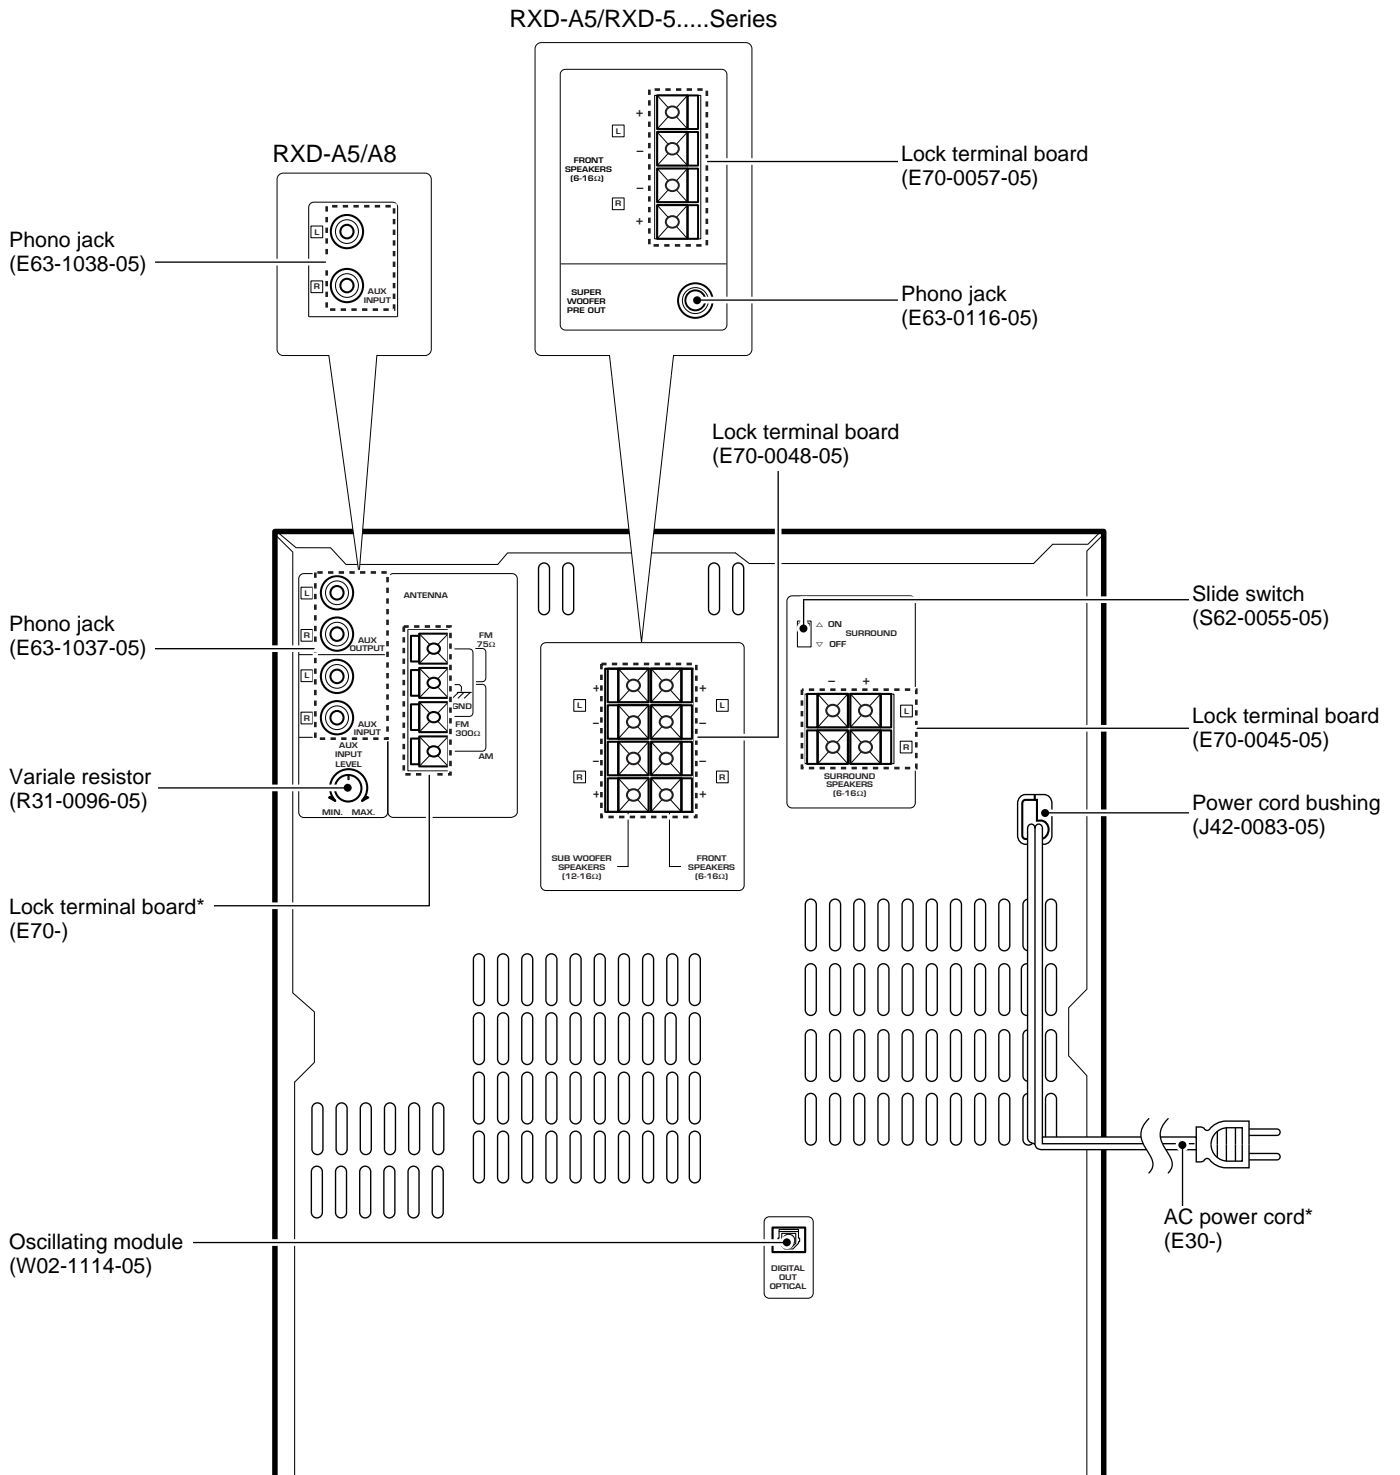 RXD-A5/RXD-5.....Series
+
L
−
FRONT
SPEAKERS
(6-16Ω)
−
R
+
SUPER
WOOFER
PRE OUT
Lock terminal board
(E70-0057-05)
Phono jack
(E63-0116-05)
RXD-A5/A8
L
R
AUX
INPUT
Phono jack
(E63-1038-05)
Lock terminal board
(E70-0048-05)
Phono jack
(E63-1037-05)
L
R
AUX
OUTPUT
L
R
AUX
INPUT
AUX
INPUT
LEVEL
MIN. MAX.
Variale resistor
(R31-0096-05)
ANTENNA
FM
75Ω
GND
FM
300Ω
AM
Lock terminal board*
(E70-)
+ +
L L
− −
− −
R R
+ +
SUB WOOFER
SPEAKERS
(12-16Ω)
FRONT
SPEAKERS
(6-16Ω)
△ ON
SURROUND
▽ OFF
− +
L
R
SURROUND
SPEAKERS
(6-16Ω)
Slide switch
(S62-0055-05)
Lock terminal board
(E70-0045-05)
Power cord bushing
(J42-0083-05)
AC power cord*
(E30-)
Oscillating module
(W02-1114-05)
DIGITAL
OUT
OPTICAL